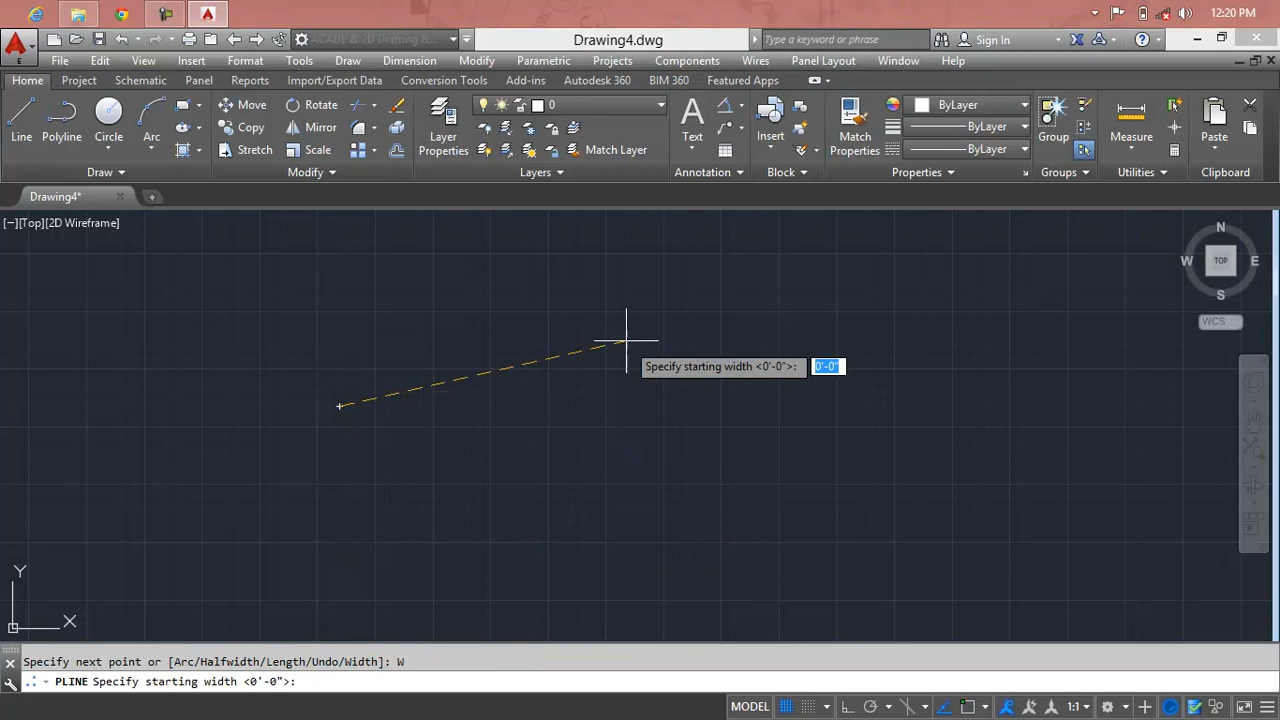 12:20 PM
ACADE & 2D Drafting &
Drawing4.dwg
Type a keyword or phrase
Sign In
E
File Edit View Insert Format Tools Draw Dimension Modify Parametric Projects Components Wires Panel Layout Window Help
Home Project Schematic Panel Reports Import/Export Data Conversion Tools Add-ins Autodesk 360 BIM 360 Featured Apps
Line Polyline Circle Arc
Move Rotate
Copy Mirror
Stretch Scale
Layer Properties
0
Match Layer
Text
Insert
Match Properties
ByLayer
ByLayer
ByLayer
Group
Measure
Paste
Draw Modify Layers Annotation Block Properties Groups Utilities Clipboard
Drawing4*
[−][Top][2D Wireframe]
N
W TOP E
S
WCS
Specify starting width <0'-0">: 0'-0"
Y
X
Specify next point or [Arc/Halfwidth/Length/Undo/Width]: W
PLINE Specify starting width <0'-0">:
MODEL 1:1